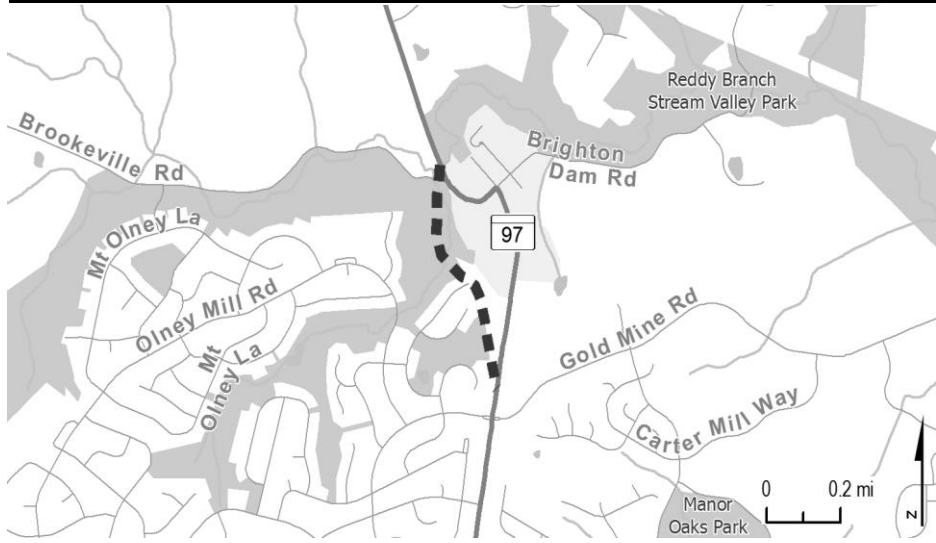 Reddy Branch
Stream Valley Park
Brookeville Rd
Brighton
Dam Rd
Mt Olney La
97
Olney Mill Rd
Mt
Olney La
Gold Mine Rd
Carter Mill Way
0 0.2 mi
N
Manor
Oaks Park